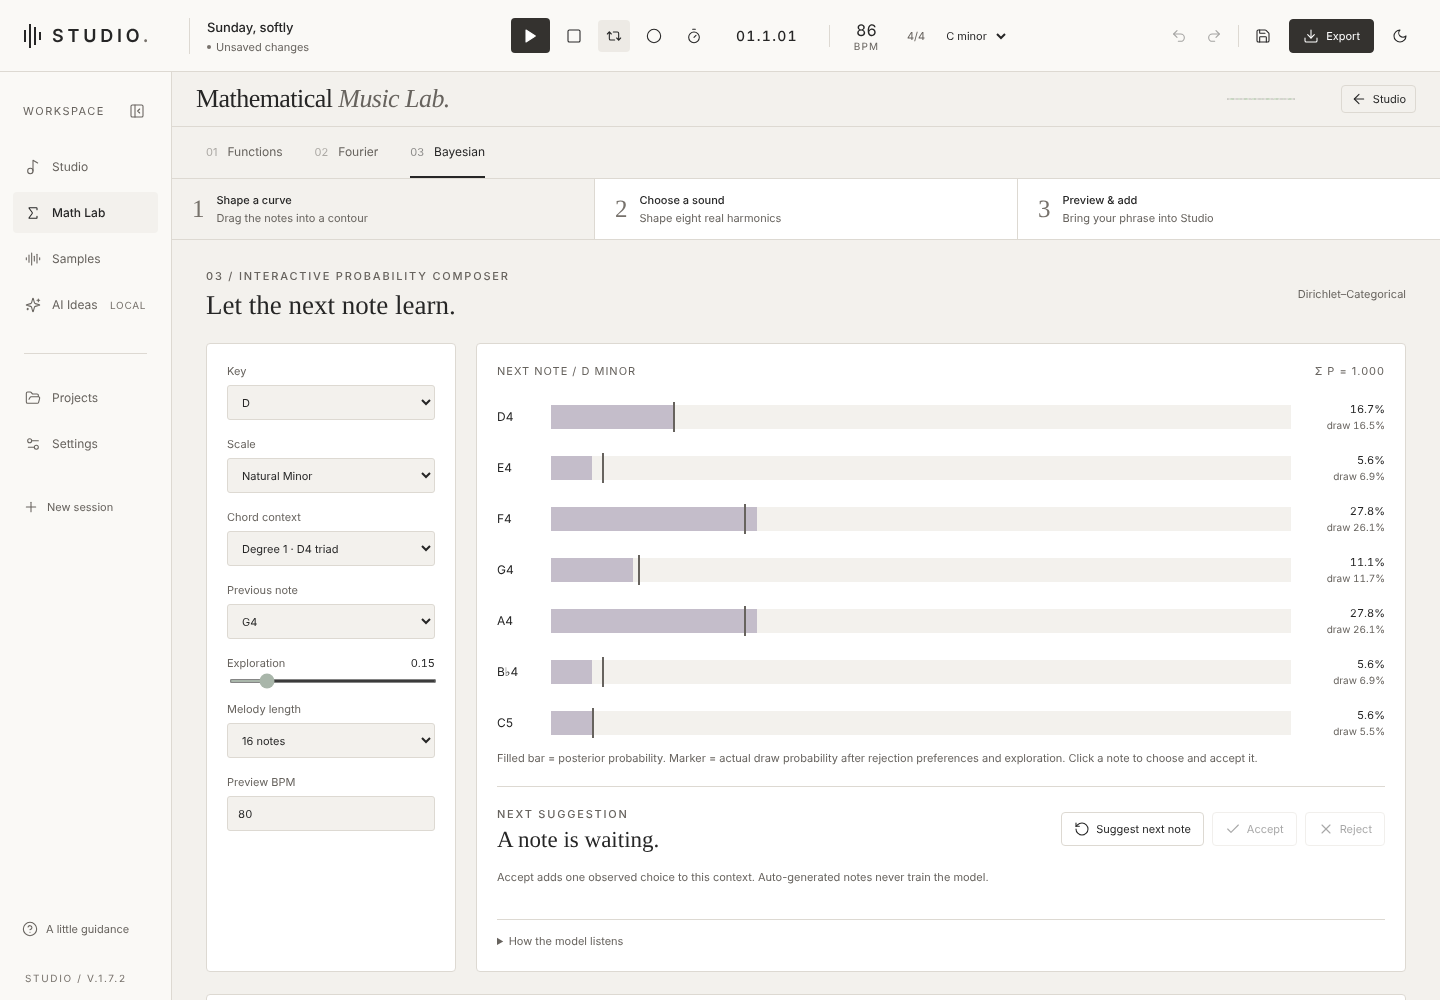 STUDIO.
Sunday, softly
• Unsaved changes
01.1.01
86
BPM
4/4
C minor
Export
WORKSPACE
Studio
Math Lab
Samples
AI Ideas LOCAL
Projects
Settings
New session
A little guidance
STUDIO / V.1.7.2
Mathematical Music Lab.
Studio
01 Functions
02 Fourier
03 Bayesian
1 Shape a curve
Drag the notes into a contour
2 Choose a sound
Shape eight real harmonics
3 Preview & add
Bring your phrase into Studio
03 / INTERACTIVE PROBABILITY COMPOSER
Let the next note learn.
Dirichlet–Categorical
Key
D
Scale
Natural Minor
Chord context
Degree 1 · D4 triad
Previous note
G4
Exploration 0.15
Melody length
16 notes
Preview BPM
80
NEXT NOTE / D MINOR
Σ P = 1.000
D4 16.7%
draw 16.5%
E4 5.6%
draw 6.9%
F4 27.8%
draw 26.1%
G4 11.1%
draw 11.7%
A4 27.8%
draw 26.1%
B♭4 5.6%
draw 6.9%
C5 5.6%
draw 5.5%
Filled bar = posterior probability. Marker = actual draw probability after rejection preferences and exploration. Click a note to choose and accept it.
NEXT SUGGESTION
A note is waiting.
Suggest next note
Accept
Reject
Accept adds one observed choice to this context. Auto-generated notes never train the model.
How the model listens